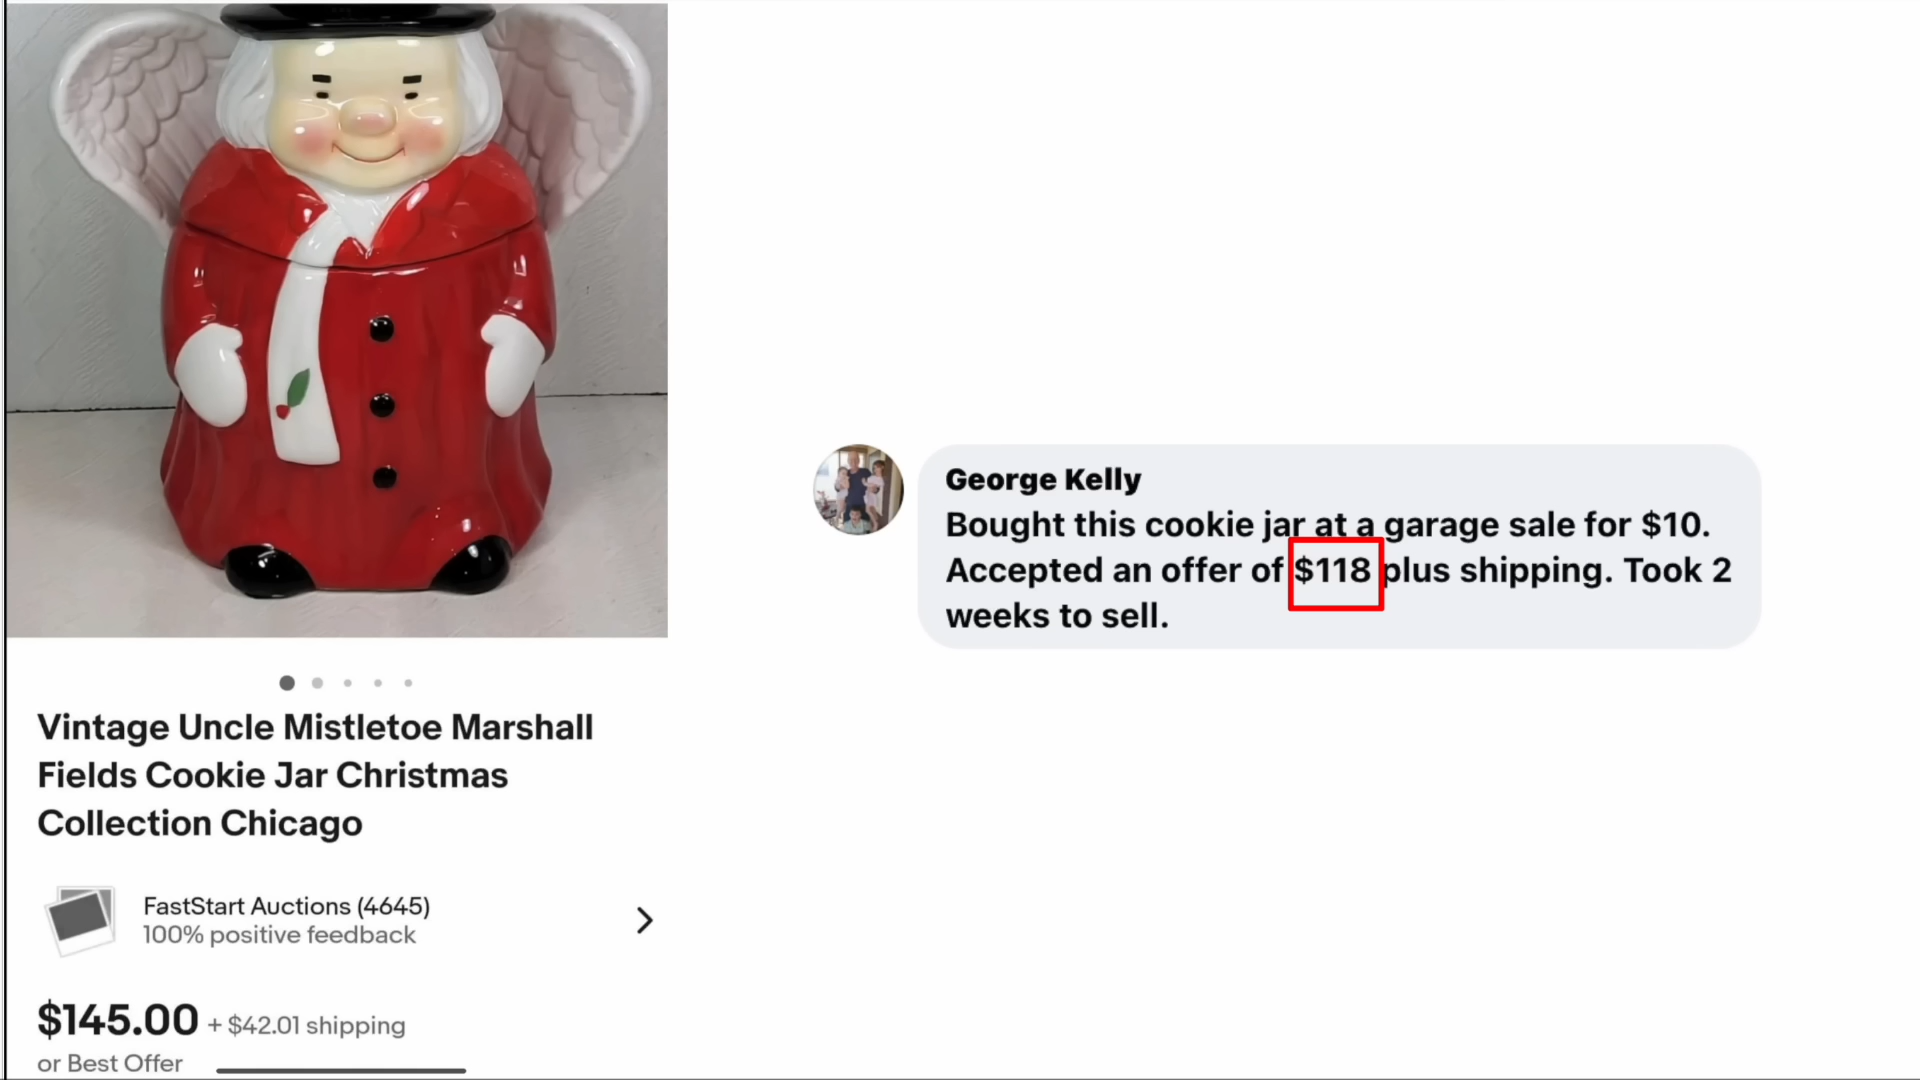 Vintage Uncle Mistletoe Marshall
Fields Cookie Jar Christmas
Collection Chicago
FastStart Auctions (4645)
100% positive feedback
$145.00 + $42.01 shipping
or Best Offer
George Kelly
Bought this cookie jar at a garage sale for $10.
Accepted an offer of $118 plus shipping. Took 2
weeks to sell.